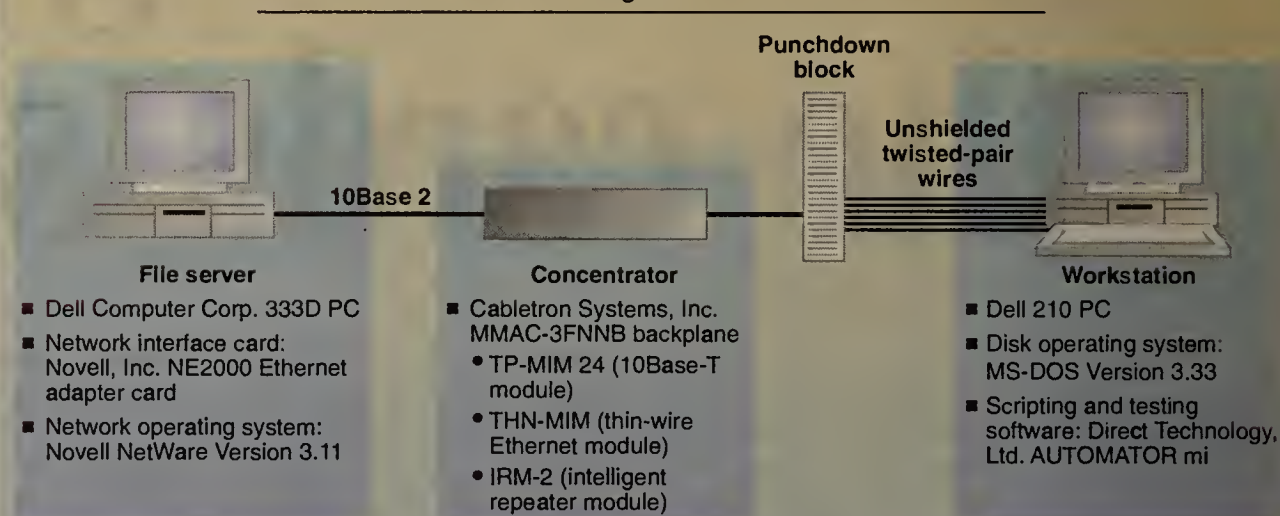 Punchdown
block
Unshielded
twisted-pair
wires
10Base 2
File server
■ Dell Computer Corp. 333D PC
■ Network interface card:
Novell, Inc. NE2000 Ethernet
adapter card
■ Network operating system:
Novell NetWare Version 3.11
Concentrator
■ Cabletron Systems, Inc.
MMAC-3FNNB backplane
• TP-MIM 24 (10Base-T
module)
• THN-MIM (thin-wire
Ethernet module)
• IRM-2 (intelligent
repeater module)
Workstation
■ Dell 210 PC
■ Disk operating system:
MS-DOS Version 3.33
■ Scripting and testing
software: Direct Technology,
Ltd. AUTOMATOR mi